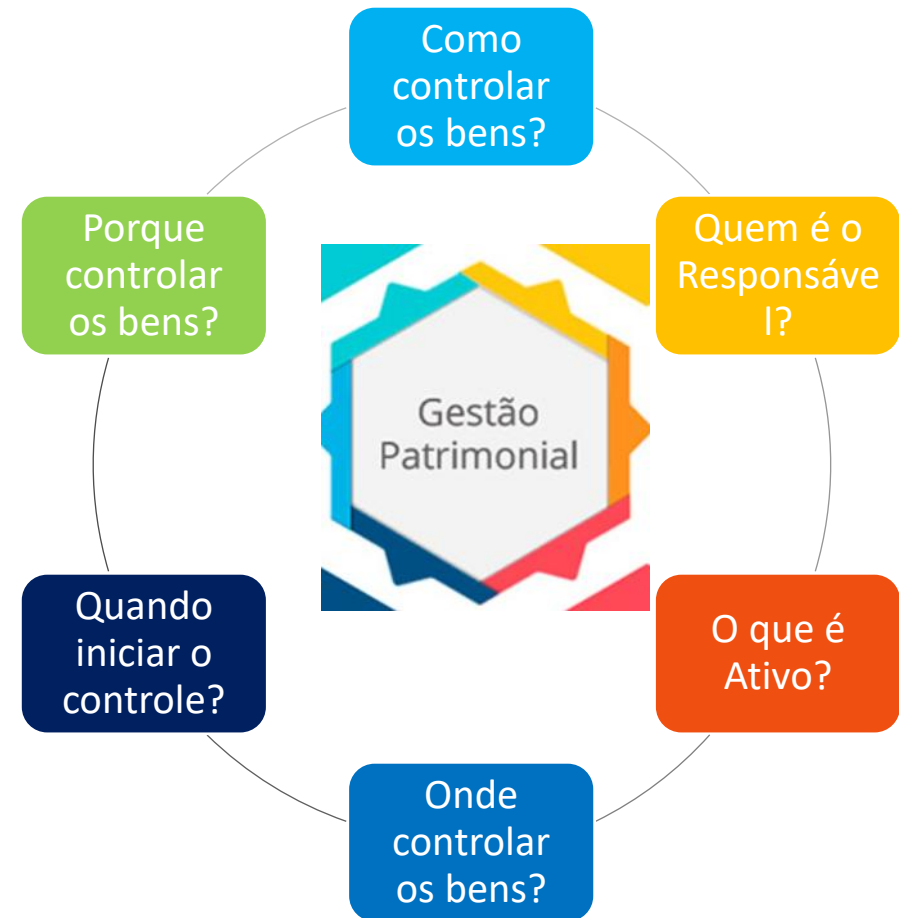 Como
controlar
os bens?
Porque
controlar
os bens?
Quem é o
Responsáve
l?
Gestão
Patrimonial
Quando
iniciar o
controle?
O que é
Ativo?
Onde
controlar
os bens?